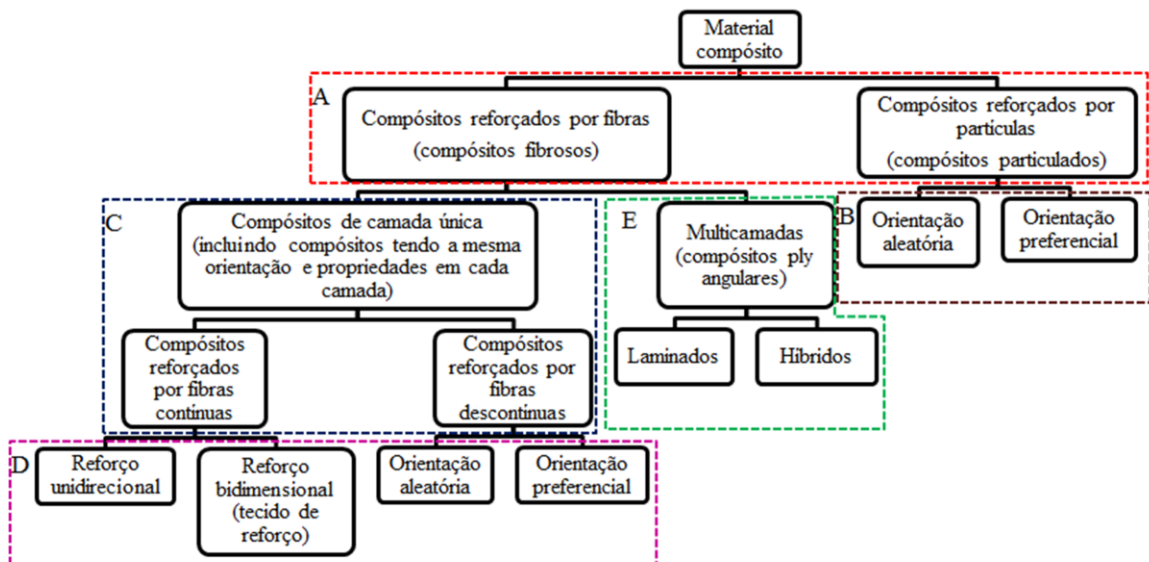 Material
compósito
A
Compósitos reforçados por fibras
(compósitos fibrosos)
Compósitos reforçados por
partículas
(compósitos particulados)
C
Compósitos de camada única
(incluindo compósitos tendo a mesma
orientação e propriedades em cada
camada)
E
Multicamadas
(compósitos ply
angulares)
B
Orientação
aleatória
Orientação
preferencial
Compósitos
reforçados
por fibras
continuas
Compósitos
reforçados por
fibras
descontinuas
Laminados
Híbridos
D
Reforço
unidirecional
Reforço
bidimensional
(tecido de
reforço)
Orientação
aleatória
Orientação
preferencial